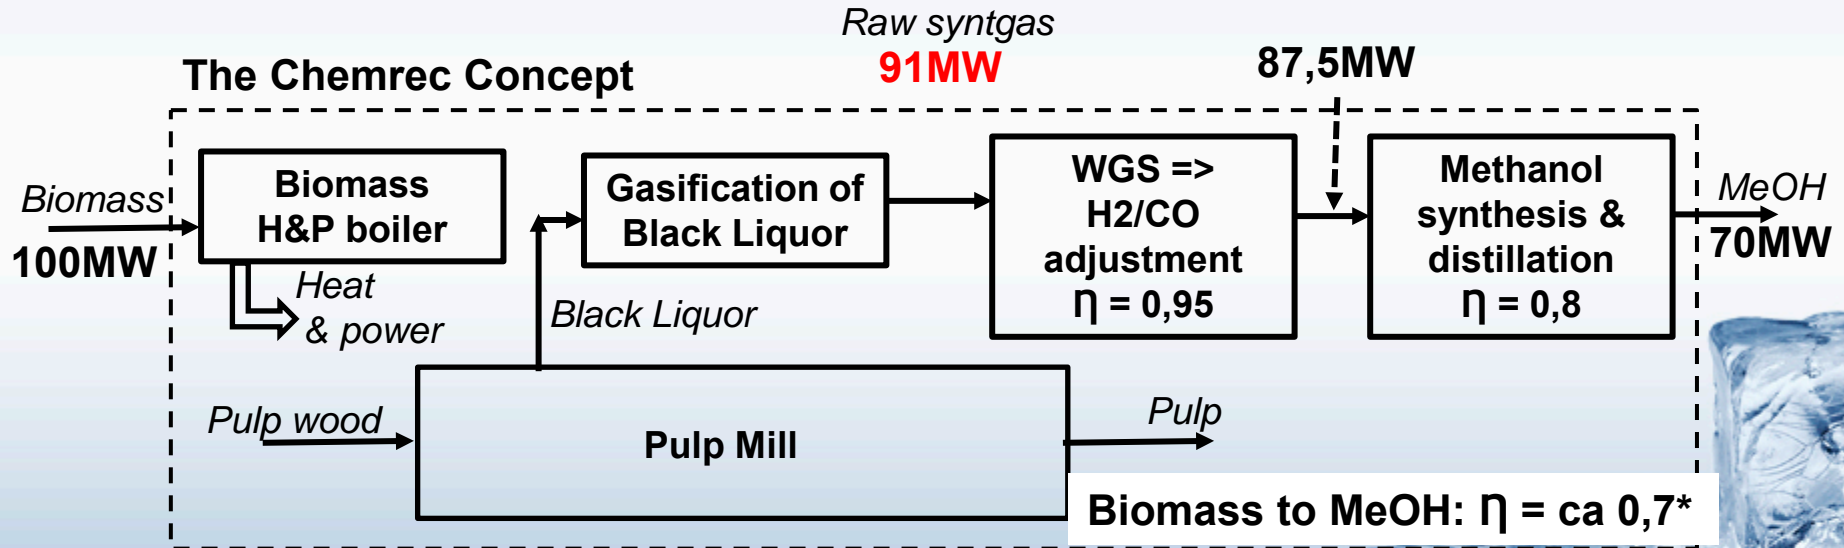 Raw syntgas
91MW
87,5MW
The Chemrec Concept
Biomass
100MW
Biomass
H&P boiler
Heat
& power
Gasification of
Black Liquor
Black Liquor
WGS =>
H2/CO
adjustment
Ƞ = 0,95
Methanol
synthesis &
distillation
Ƞ = 0,8
MeOH
70MW
Pulp wood
Pulp Mill
Pulp
Biomass to MeOH: Ƞ = ca 0,7*